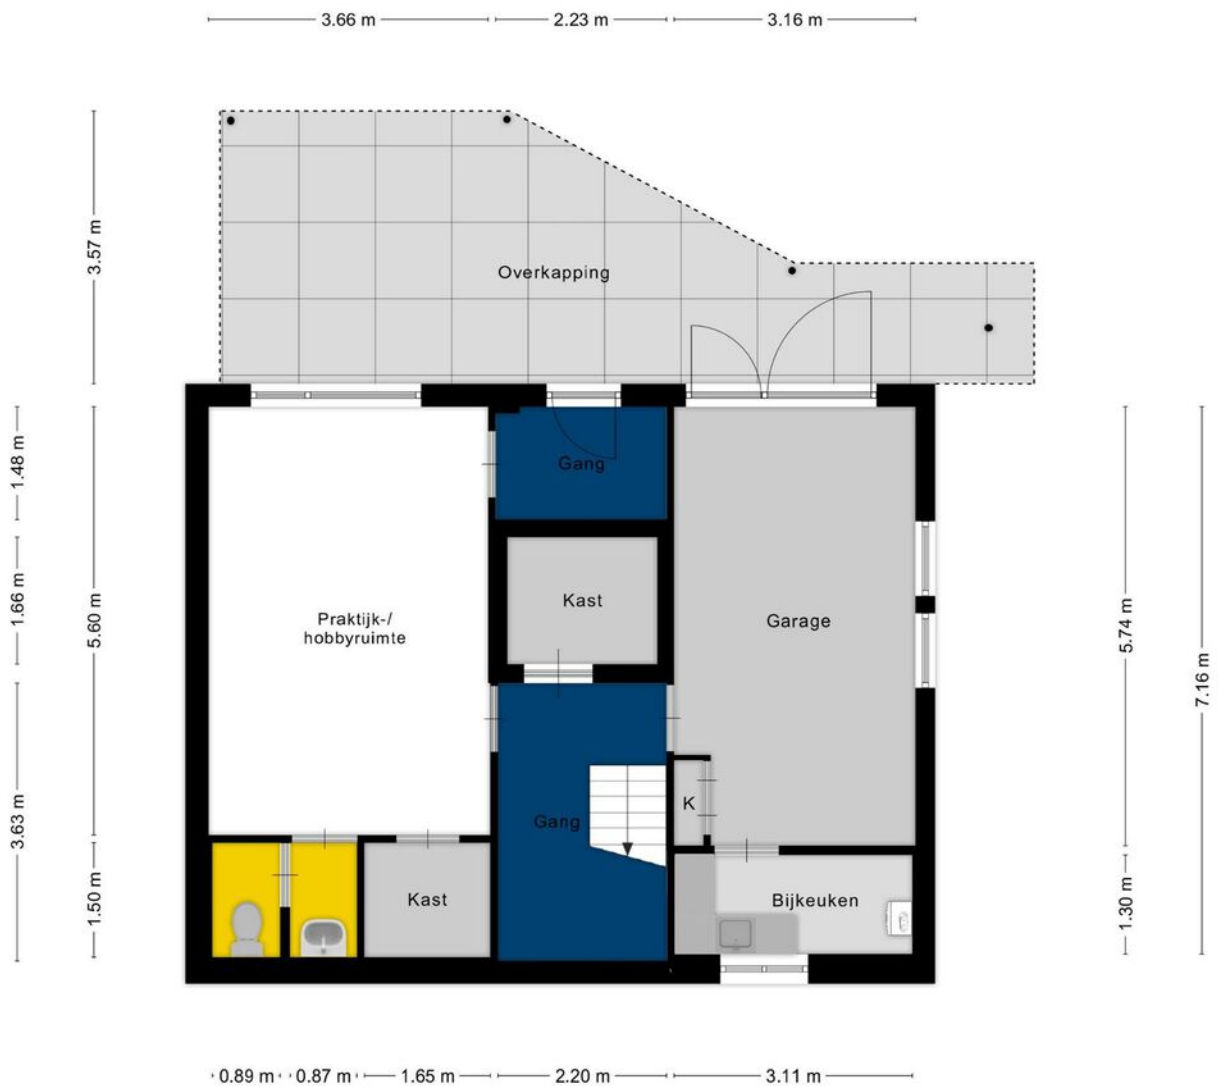 3.66 m
2.23 m
3.16 m
3.57 m
Overkapping
1.48 m
Gang
1.66 m
5.60 m
Kast
Praktijk-/
hobbyruimte
Garage
5.74 m
7.16 m
3.63 m
K
Gang
1.50 m
Kast
Bijkeuken
1.30 m
0.89 m
0.87 m
1.65 m
2.20 m
3.11 m